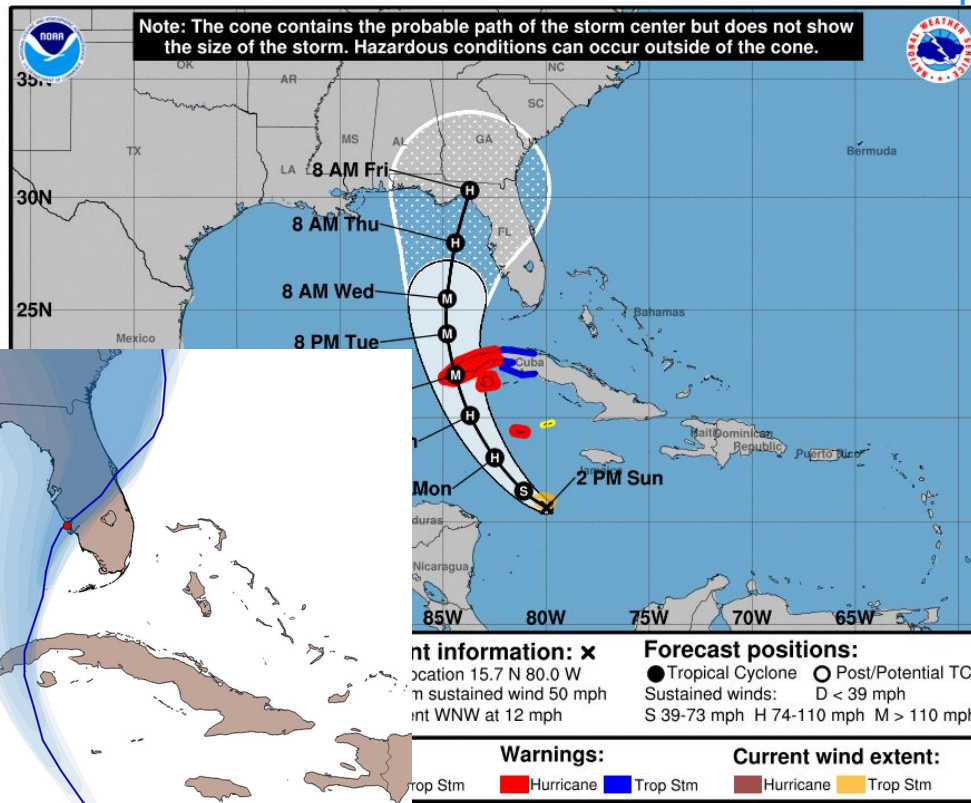 Note: The cone contains the probable path of the storm center but does not show
the size of the storm. Hazardous conditions can occur outside of the cone.
NOAA
NATIONAL WEATHER SERVICE
35N
OK
AR
NC
SC
TX
LA
MS
AL
GA
Bermuda
8 AM Fri
H
30N
8 AM Thu
H
FL
8 AM Wed
M
25N
Bahamas
Mexico
8 PM Tue
M
Cuba
M
H
Haiti
Dominican
Republic
Puerto Rico
H
Mon
Jamaica
2 PM Sun
S
duras
Nicaragua
85W
80W
75W
70W
65W
nt information: x
ocation 15.7 N 80.0 W
m sustained wind 50 mph
ent WNW at 12 mph
Forecast positions:
Tropical Cyclone Post/Potential TC
Sustained winds: D < 39 mph
S 39-73 mph H 74-110 mph M > 110 mph
rop Stm
Warnings:
Hurricane Trop Stm
Current wind extent:
Hurricane Trop Stm